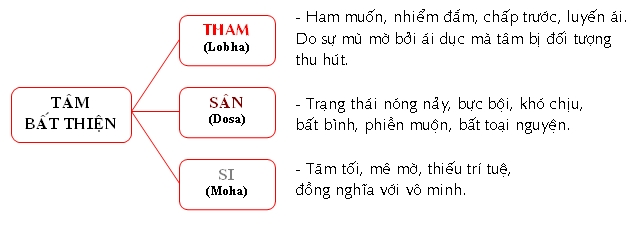 TÂM
BẤT THIỆN
THAM
(Lobha)
- Ham muốn, nhiễm đắm, chấp trước, luyến ái.
Do sự mù mờ bởi ái dục mà tâm bị đối tượng
thu hút.
SÂN
(Dosa)
- Trạng thái nóng nảy, bực bội, khó chịu,
bất bình, phiền muộn, bất toại nguyện.
SI
(Moha)
- Tăm tối, mê mờ, thiếu trí tuệ,
đồng nghĩa với vô minh.